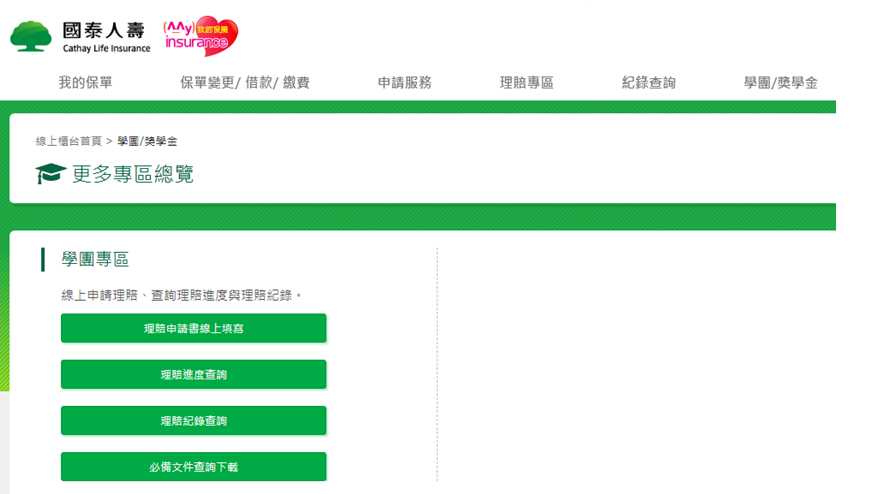 國泰人壽
Cathay Life Insurance
(^^y) 我的保險
insurance
我的保單 保單變更/ 借款/ 繳費 申請服務 理賠專區 紀錄查詢 學團/獎學金
線上櫃台首頁 > 學團/獎學金
更多專區總覽
學團專區
線上申請理賠、查詢理賠進度與理賠紀錄。
理賠申請書線上填寫
理賠進度查詢
理賠紀錄查詢
必備文件查詢下載